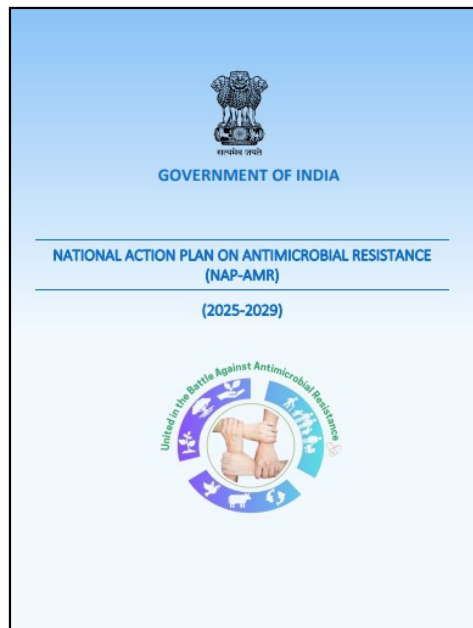 सत्यमेव जयते
GOVERNMENT OF INDIA
NATIONAL ACTION PLAN ON ANTIMICROBIAL RESISTANCE
(NAP-AMR)
(2025-2029)
United in the Battle Against Antimicrobial Resistance